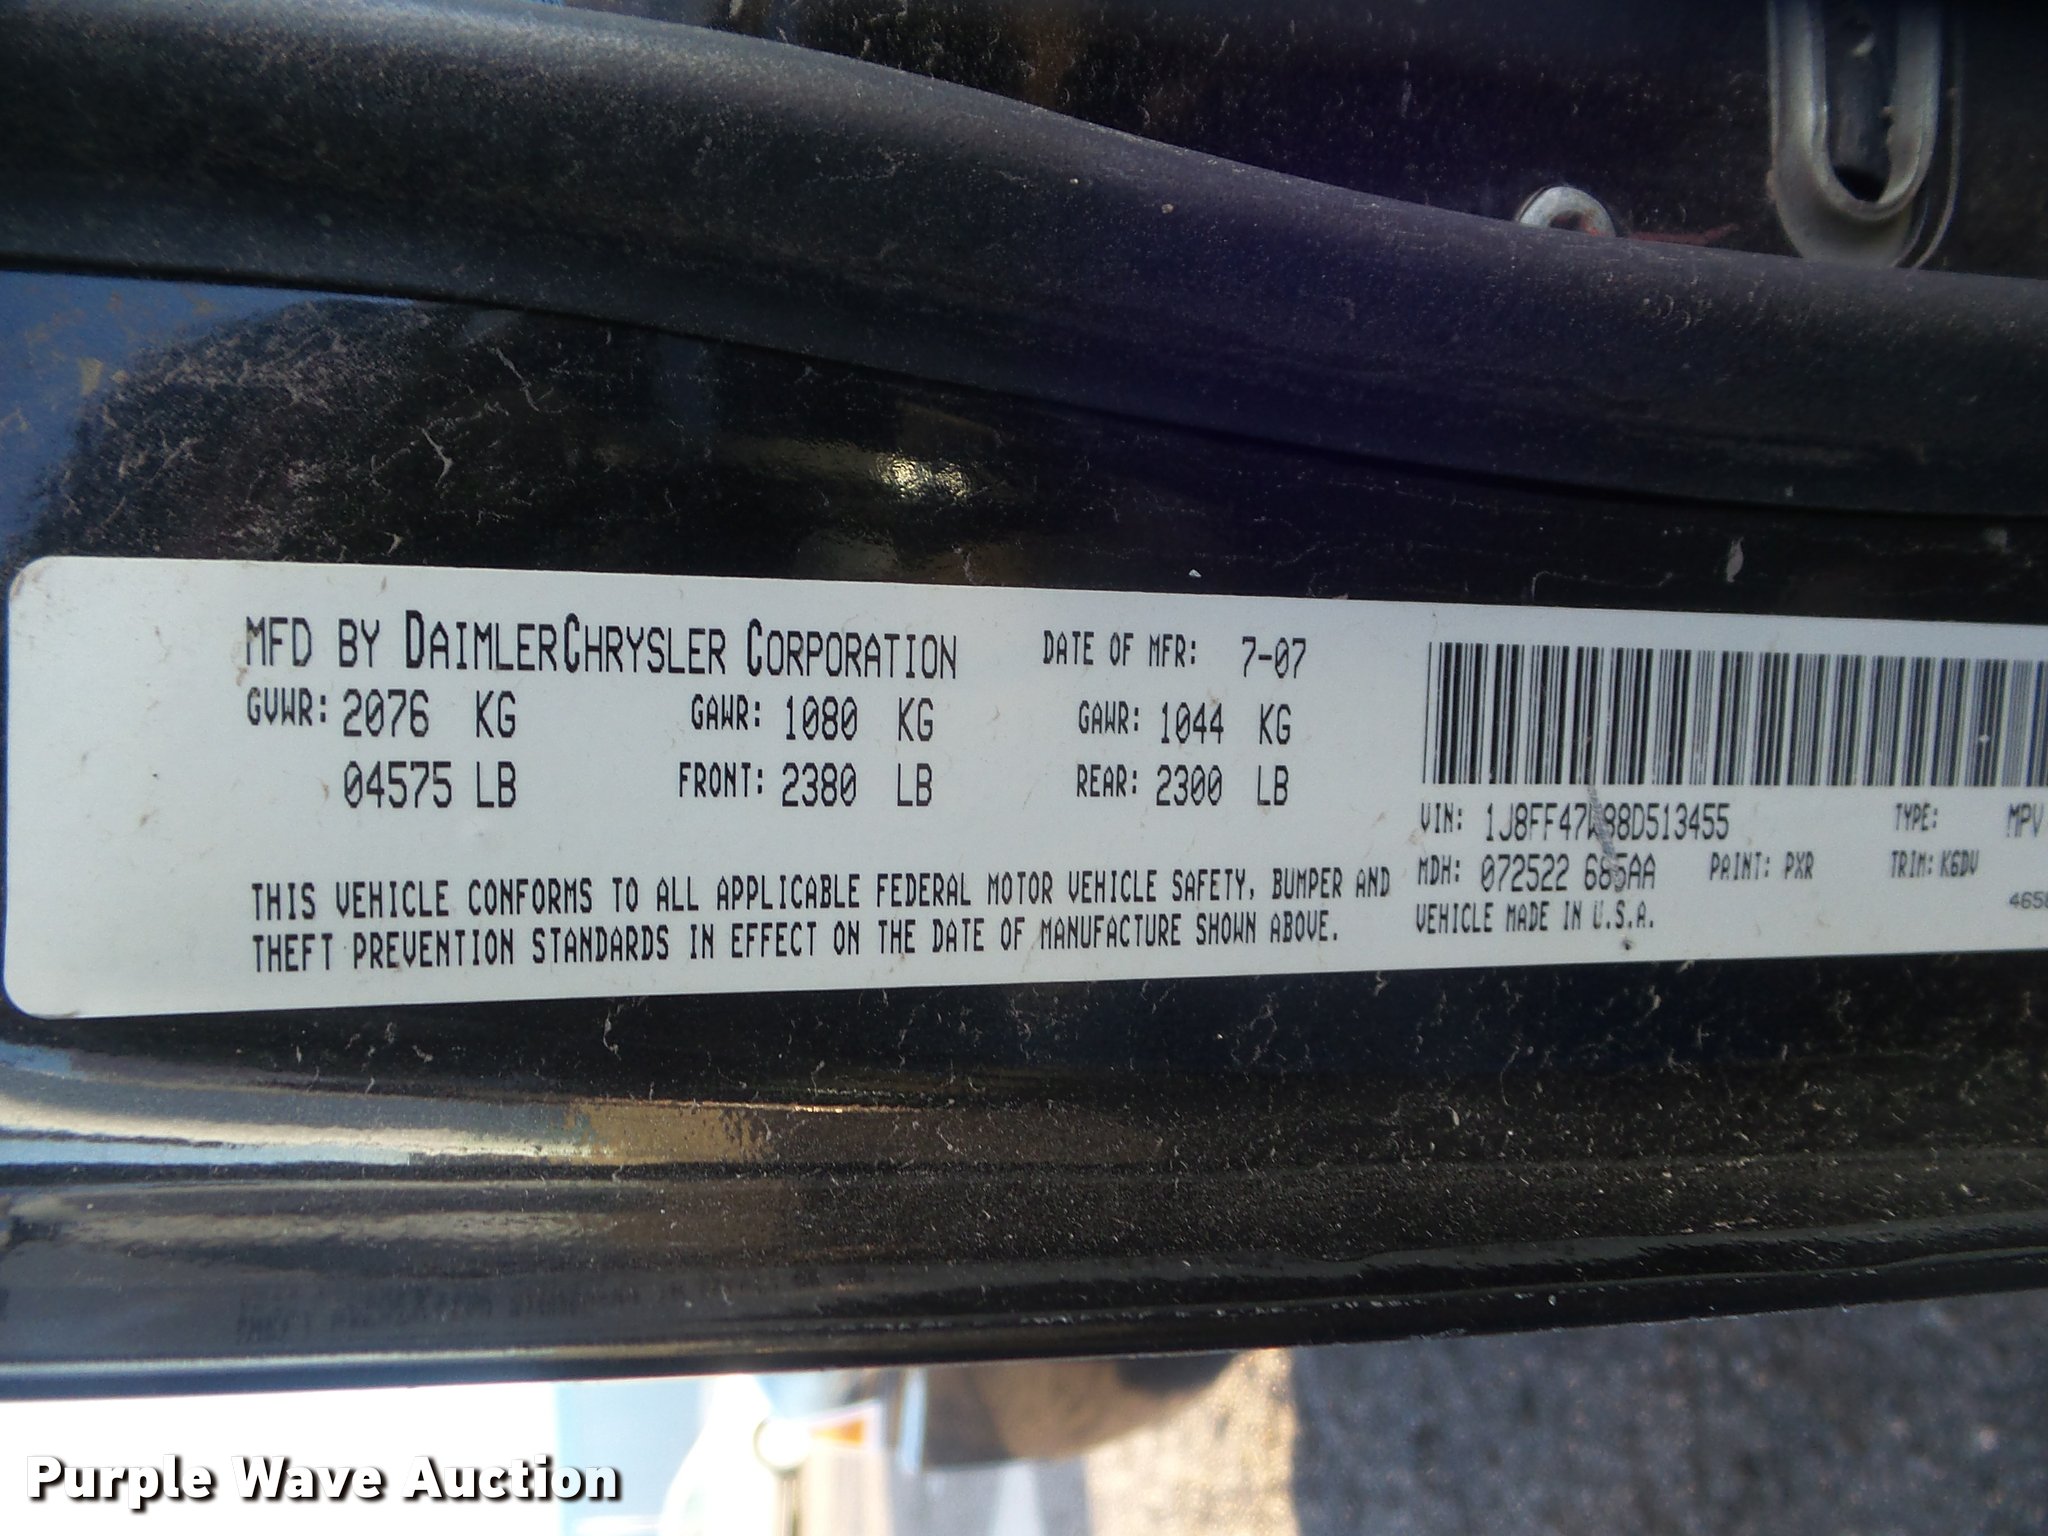 MFD BY DAIMLERCHRYSLER CORPORATION DATE OF MFR: 7-07
GVWR: 2076 KG GAWR: 1080 KG GAWR: 1044 KG
04575 LB FRONT: 2380 LB REAR: 2300 LB
THIS VEHICLE CONFORMS TO ALL APPLICABLE FEDERAL MOTOR VEHICLE SAFETY, BUMPER AND
THEFT PREVENTION STANDARDS IN EFFECT ON THE DATE OF MANUFACTURE SHOWN ABOVE.
VIN: 1J8FF47W88D513455 TYPE: MPV
MDH: 072522 685AA PAINT: PXR TRIM: K6DV
VEHICLE MADE IN U.S.A.
Purple Wave Auction